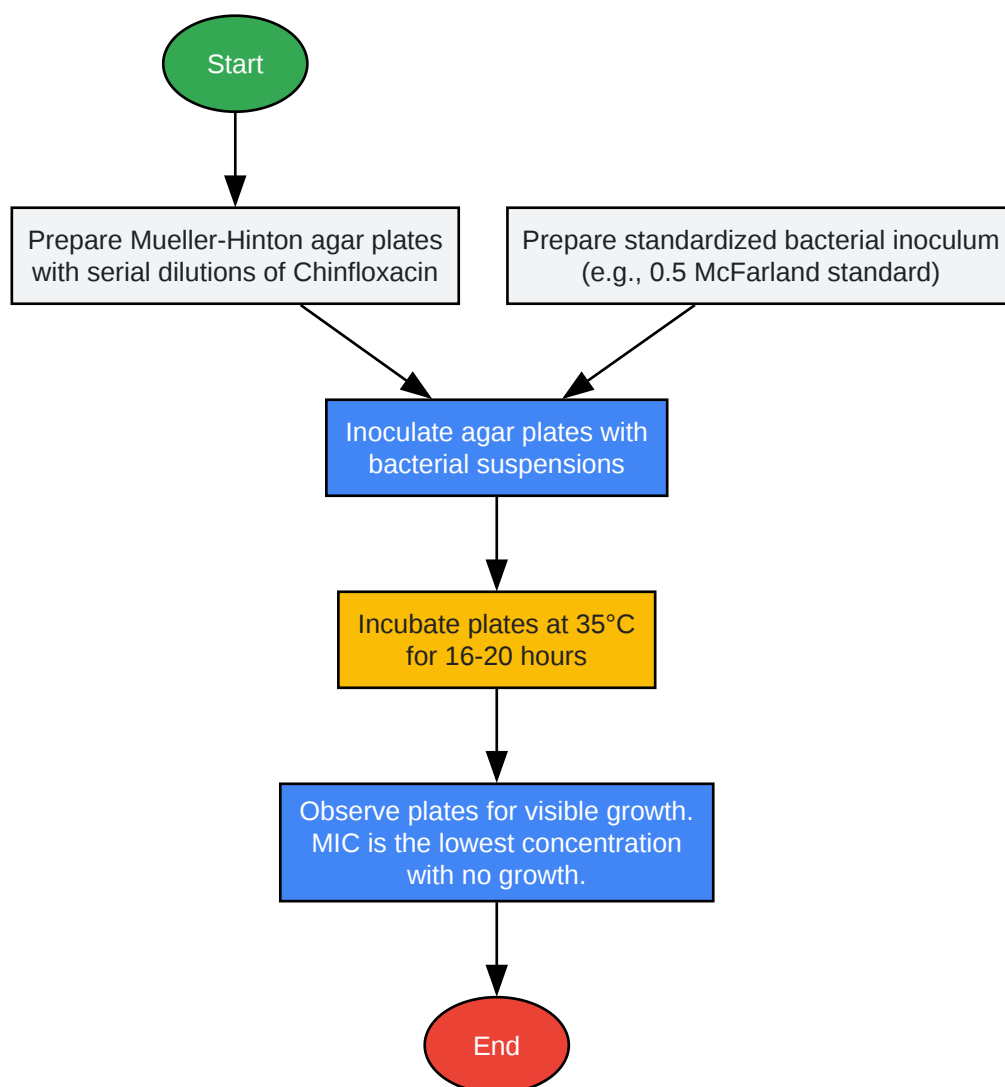 Start
Prepare Mueller-Hinton agar plates
with serial dilutions of Chinfloxacin
Prepare standardized bacterial inoculum
(e.g., 0.5 McFarland standard)
Inoculate agar plates with
bacterial suspensions
Incubate plates at 35°C
for 16-20 hours
Observe plates for visible growth.
MIC is the lowest concentration
with no growth.
End